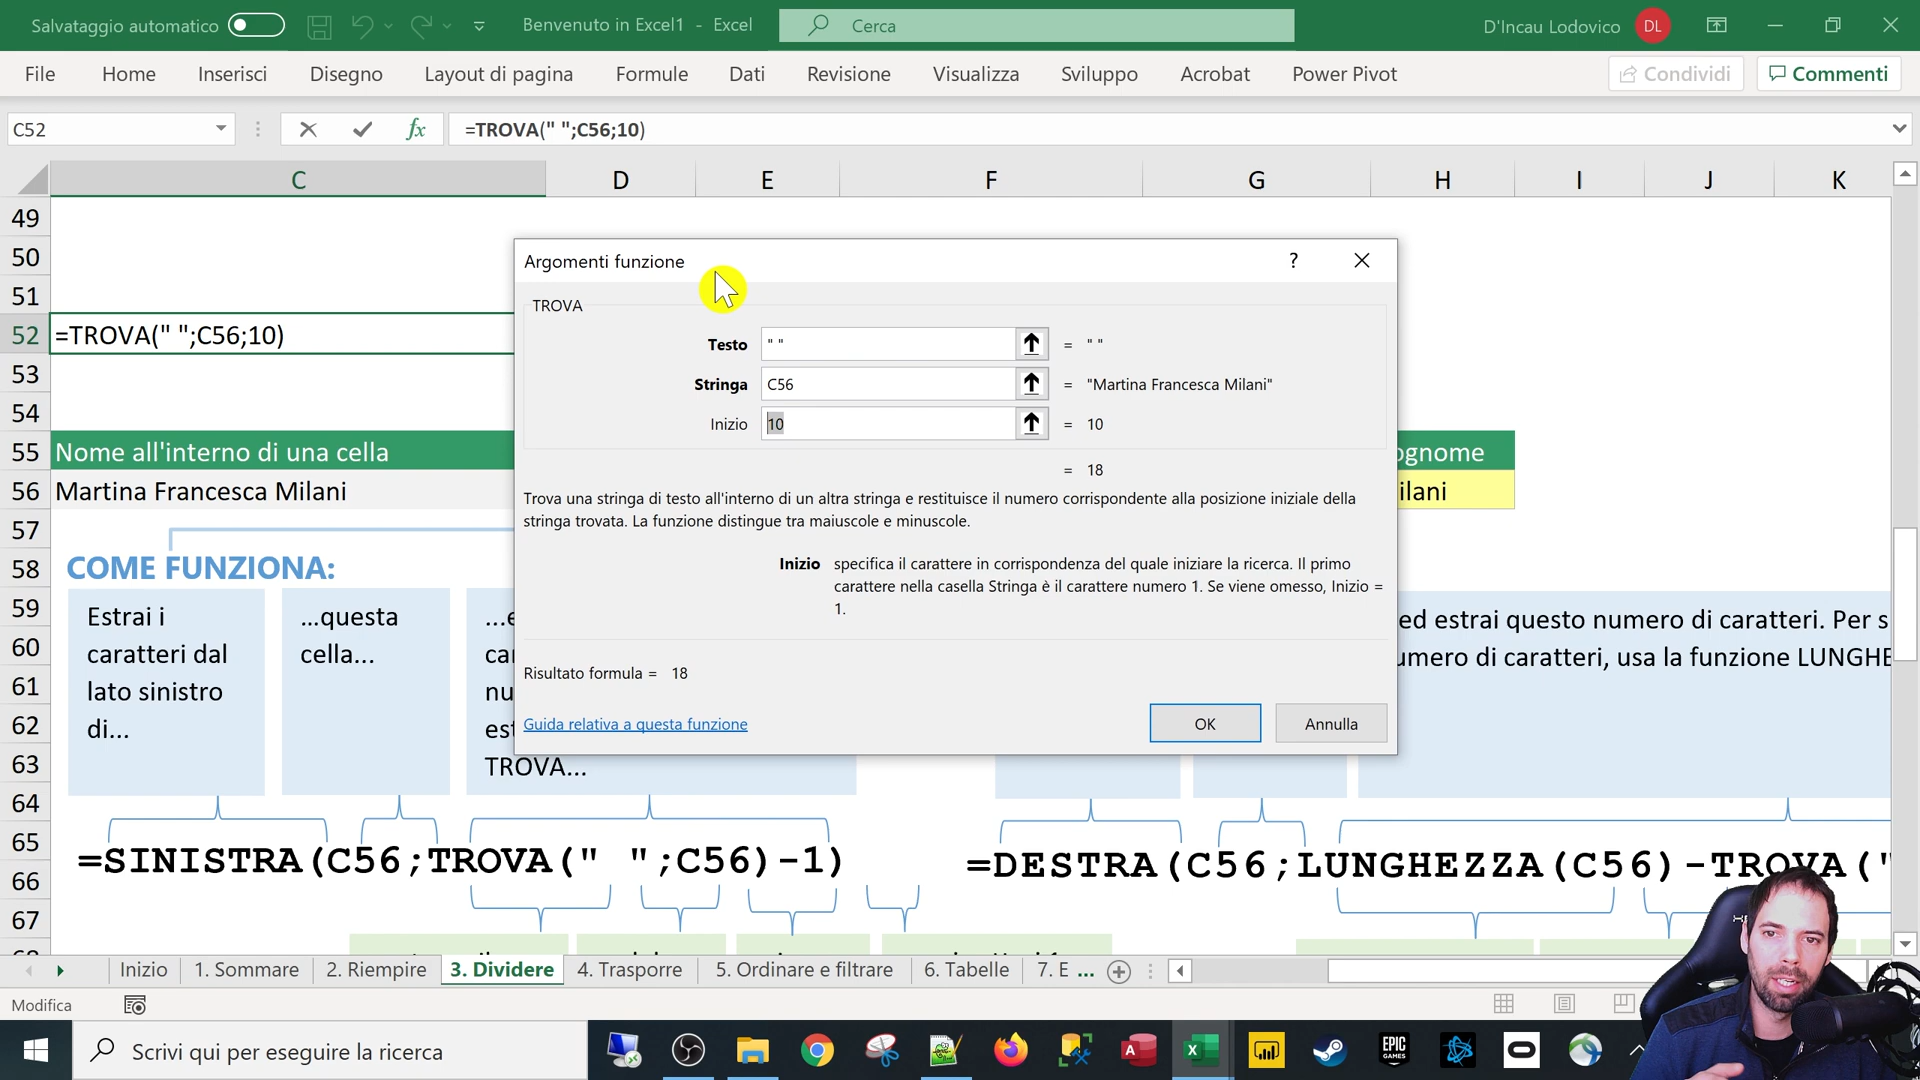 Salvataggio automatico
Benvenuto in Excel1 - Excel
Cerca
D'Incau Lodovico
DL
File Home Inserisci Disegno Layout di pagina Formule Dati Revisione Visualizza Sviluppo Acrobat Power Pivot
Condividi
Commenti
C52
fx
=TROVA(" ";C56;10)
C D E F G H I J K
49
50
51
52
=TROVA(" ";C56;10)
53
54
55
Nome all'interno di una cella
ognome
56
Martina Francesca Milani
ilani
57
58
COME FUNZIONA:
59
60
61
62
63
64
65
66
67
Argomenti funzione
?
TROVA
Testo " " = " "
Stringa C56 = "Martina Francesca Milani"
Inizio 10 = 10
= 18
Trova una stringa di testo all'interno di un altra stringa e restituisce il numero corrispondente alla posizione iniziale della
stringa trovata. La funzione distingue tra maiuscole e minuscole.
Inizio specifica il carattere in corrispondenza del quale iniziare la ricerca. Il primo
carattere nella casella Stringa è il carattere numero 1. Se viene omesso, Inizio =
1.
Risultato formula = 18
Guida relativa a questa funzione
OK
Annulla
Estrai i
caratteri dal
lato sinistro
di...
...questa
cella...
TROVA...
ed estrai questo numero di caratteri. Per s
umero di caratteri, usa la funzione LUNGHE
=SINISTRA(C56;TROVA(" ";C56)-1)
=DESTRA(C56;LUNGHEZZA(C56)-TROVA("
Inizio 1. Sommare 2. Riempire 3. Dividere 4. Trasporre 5. Ordinare e filtrare 6. Tabelle 7. E ...
Modifica
Scrivi qui per eseguire la ricerca
EPIC
GAMES